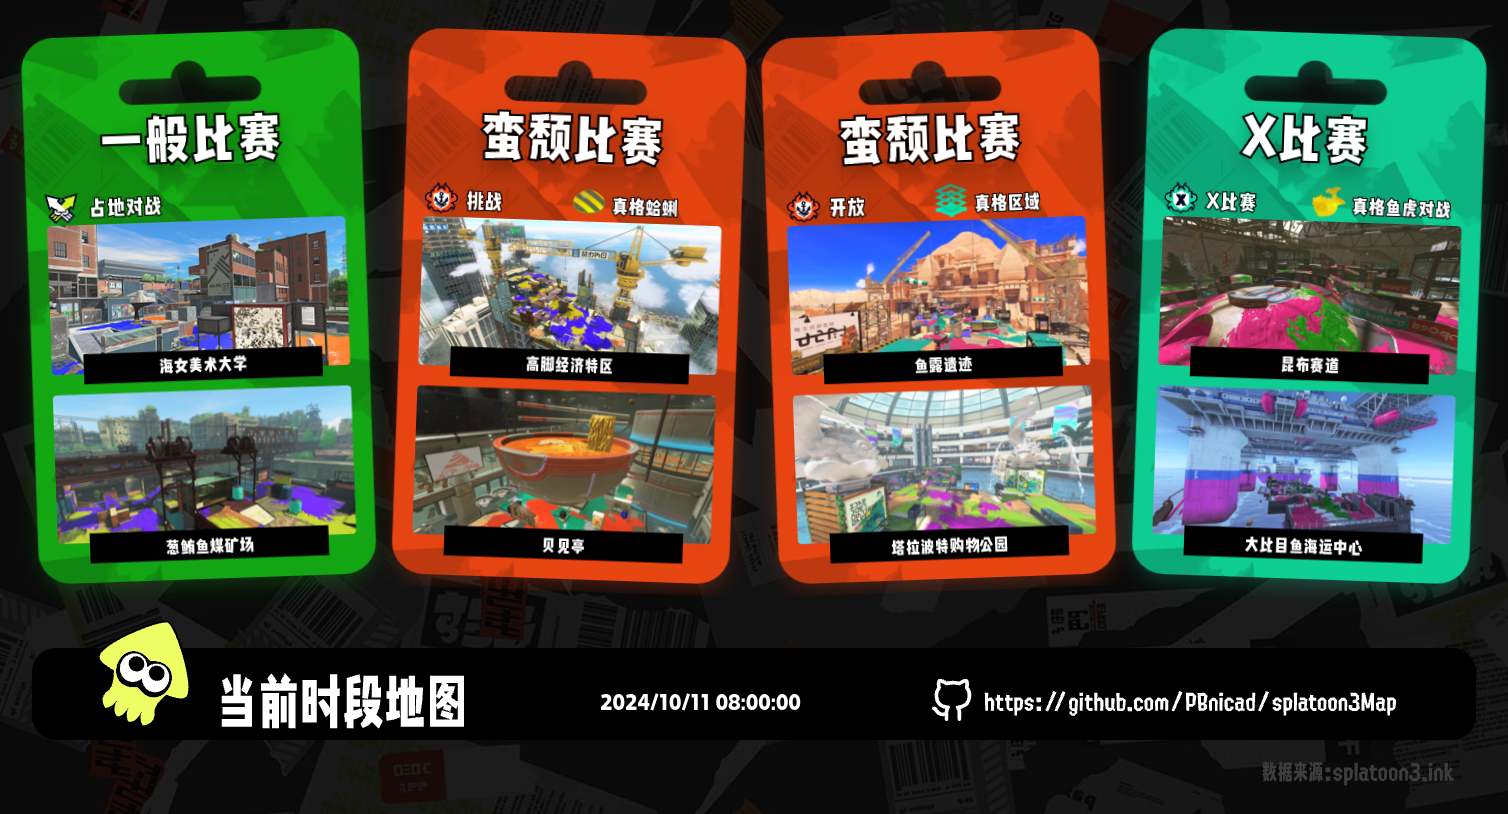 一般比赛
占地对战
海女美术大学
葱鲔鱼煤矿场
蛮颓比赛
挑战
真格蛤蜊
高脚经济特区
贝见亭
蛮颓比赛
开放
真格区域
鱼露遗迹
塔拉波特购物公园
X比赛
X比赛
真格鱼虎对战
昆布赛道
大比目鱼海运中心
当前时段地图
2024/10/11 08:00:00
https://github.com/PBnicad/splatoon3Map
数据来源:splatoon3.ink